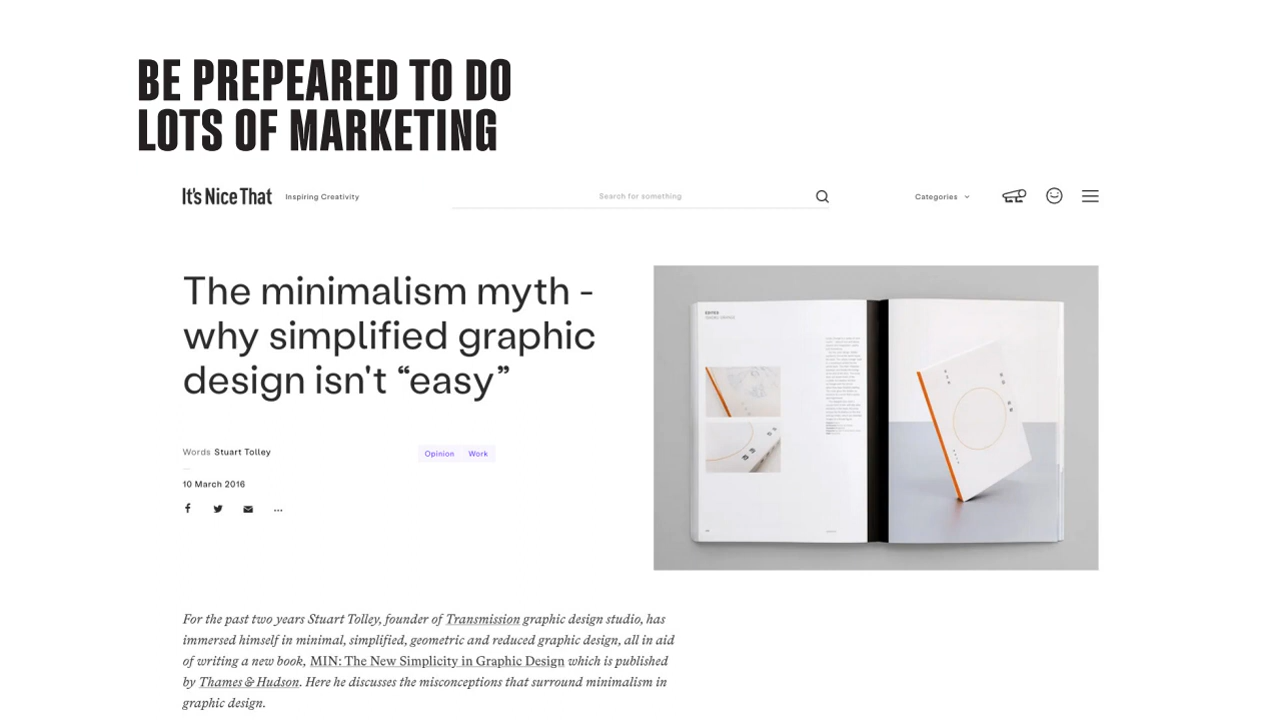 BE PREPEARED TO DO
LOTS OF MARKETING
It's Nice That
Inspiring Creativity
Search for something
Categories
The minimalism myth -
why simplified graphic
design isn't “easy”
Words Stuart Tolley
Opinion
Work
10 March 2016
For the past two years Stuart Tolley, founder of Transmission graphic design studio, has
immersed himself in minimal, simplified, geometric and reduced graphic design, all in aid
of writing a new book, MIN: The New Simplicity in Graphic Design which is published
by Thames & Hudson. Here he discusses the misconceptions that surround minimalism in
graphic design.